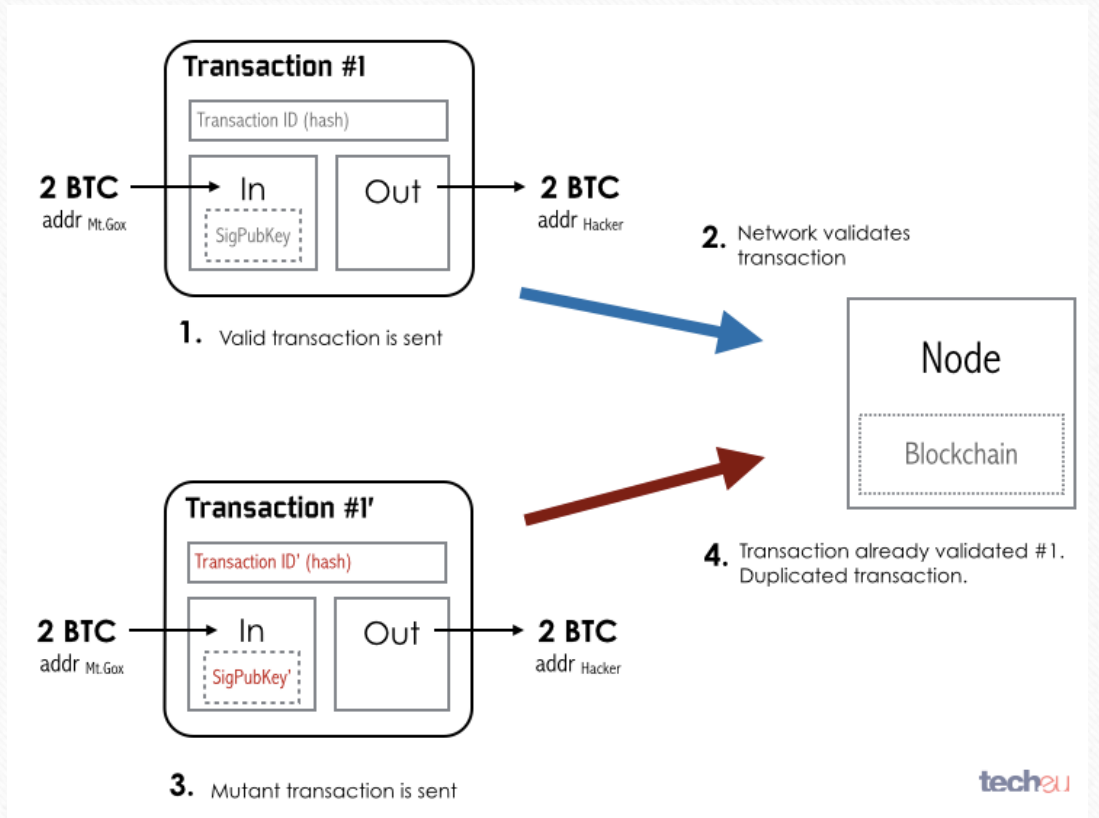 Transaction #1
Transaction ID (hash)
2 BTC
addr Mt.Gox
In
SigPubKey
Out
2 BTC
addr Hacker
1. Valid transaction is sent
2. Network validates
transaction
Node
Blockchain
Transaction #1'
Transaction ID' (hash)
2 BTC
addr Mt.Gox
In
SigPubKey'
Out
2 BTC
addr Hacker
3. Mutant transaction is sent
4. Transaction already validated #1.
Duplicated transaction.
techeu